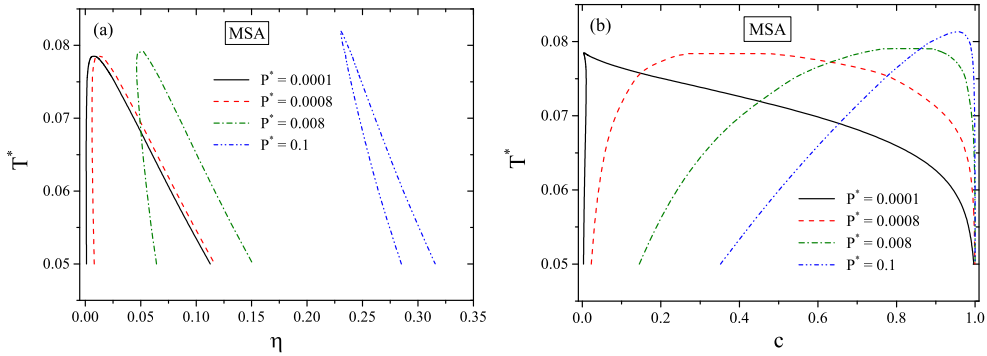 (a)
MSA
P* = 0.0001
P* = 0.0008
P* = 0.008
P* = 0.1
0.08
0.07
0.06
0.05
T*
0.00 0.05 0.10 0.15 0.20 0.25 0.30 0.35
η
(b)
MSA
P* = 0.0001
P* = 0.0008
P* = 0.008
P* = 0.1
0.08
0.07
0.06
0.05
T*
0.0 0.2 0.4 0.6 0.8 1.0
c